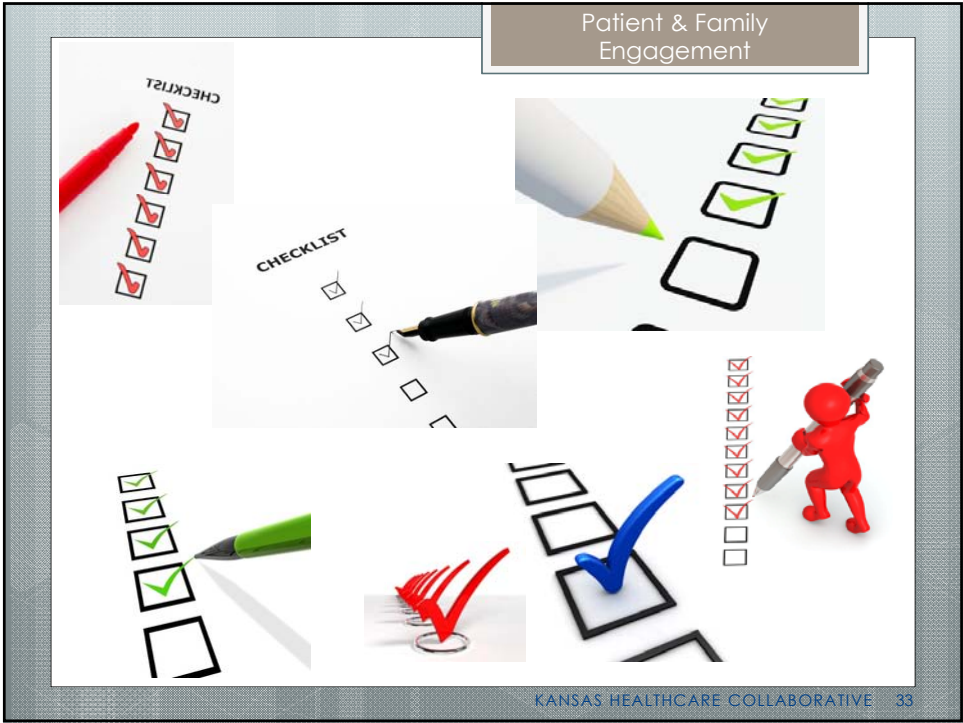 Patient & Family
Engagement
CHECKLIST
CHECKLIST
KANSAS HEALTHCARE COLLABORATIVE 33